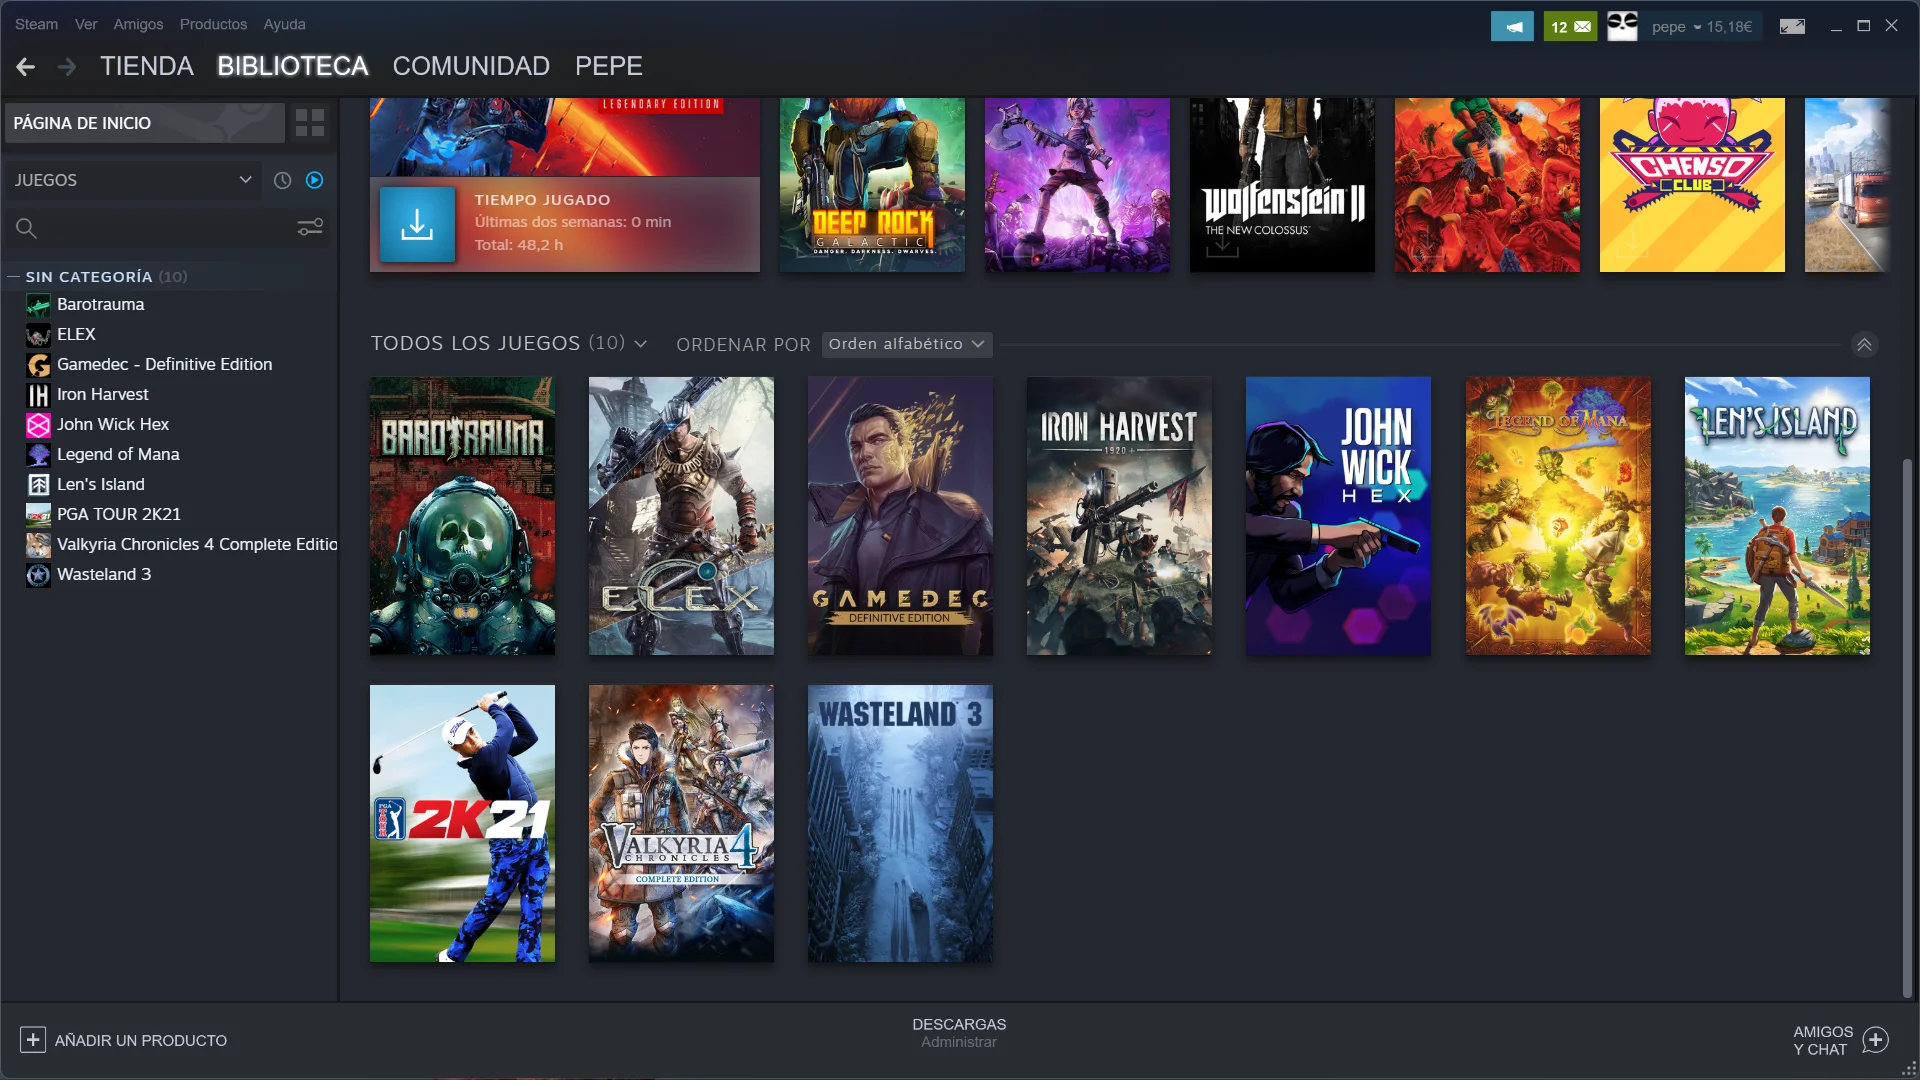 Steam Ver Amigos Productos Ayuda
12
pepe 15,18€
TIENDA BIBLIOTECA COMUNIDAD PEPE
PÁGINA DE INICIO
JUEGOS
SIN CATEGORÍA (10)
Barotrauma
ELEX
Gamedec - Definitive Edition
Iron Harvest
John Wick Hex
Legend of Mana
Len's Island
PGA TOUR 2K21
Valkyria Chronicles 4 Complete Editio
Wasteland 3
LEGENDARY EDITION
TIEMPO JUGADO
Últimas dos semanas: 0 min
Total: 48,2 h
DEEP ROCK
GALACTIC
DANGER. DARKNESS. DWARVES.
Wolfenstein II
THE NEW COLOSSUS
CHENSO
CLUB
TODOS LOS JUEGOS (10)
ORDENAR POR Orden alfabético
BAROTRAUMA
ELEX
GAMEDEC
DEFINITIVE EDITION
IRON HARVEST
1920+
JOHN
WICK
HEX
LEGEND OF MANA
LEN'S ISLAND
PGA
TOUR
2K21
VALKYRIA
CHRONICLES 4
COMPLETE EDITION
WASTELAND 3
AÑADIR UN PRODUCTO
DESCARGAS
Administrar
AMIGOS
Y CHAT